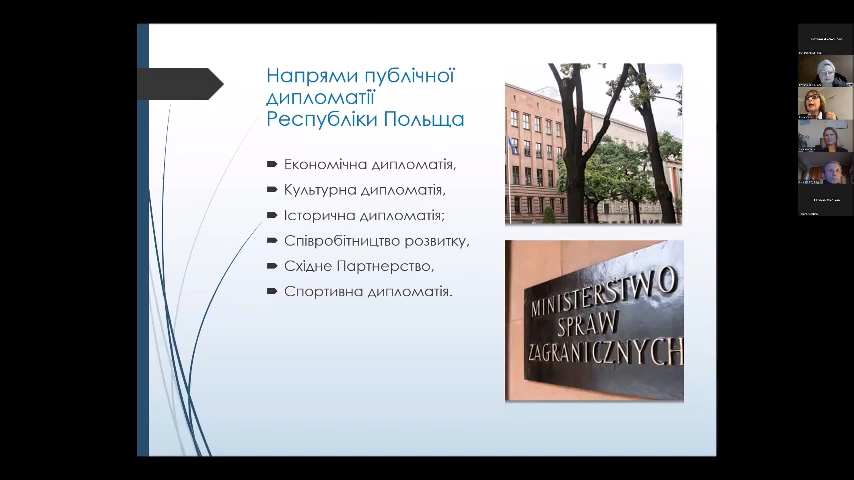 Напрями публічної
дипломатії
Республіки Польща
Економічна дипломатія,
Культурна дипломатія,
Історична дипломатія;
Співробітництво розвитку,
Східне Партнерство,
Спортивна дипломатія.
MINISTERSTWO
SPRAW
ZAGRANICZNYCH